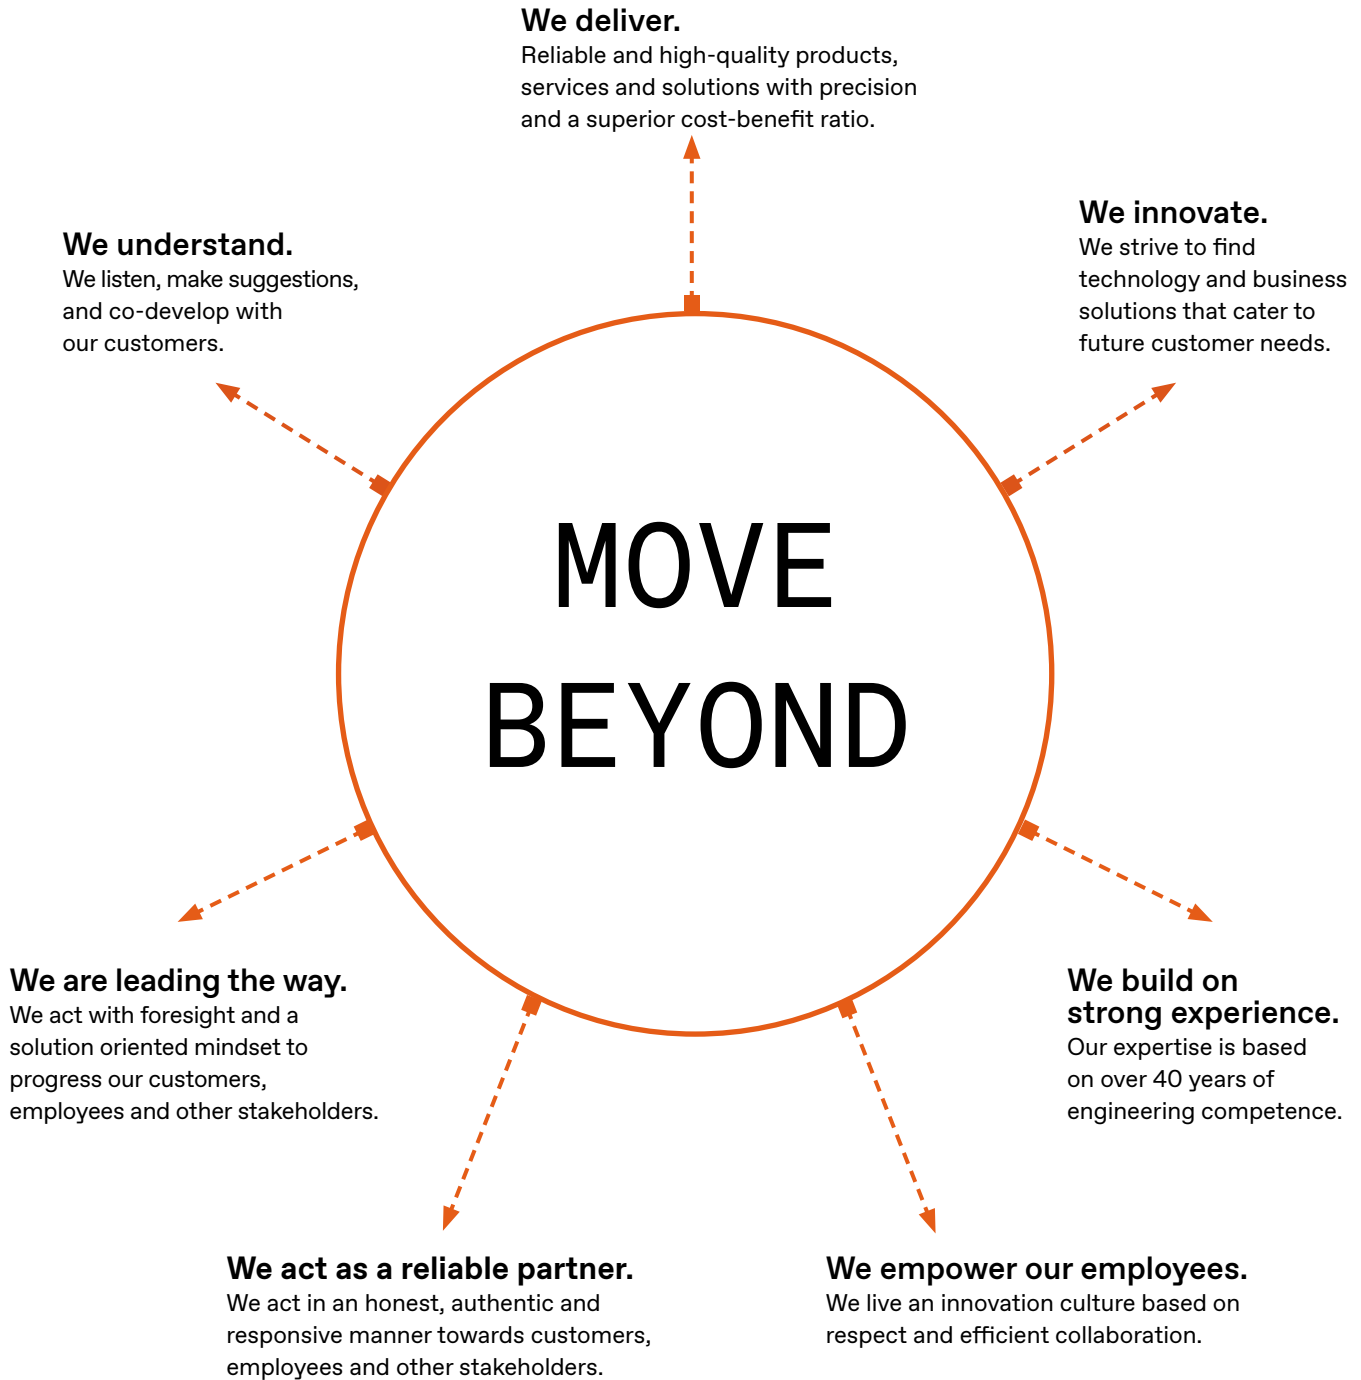 We deliver.
Reliable and high-quality products,
services and solutions with precision
and a superior cost-benefit ratio.
We innovate.
We strive to find
technology and business
solutions that cater to
future customer needs.
We understand.
We listen, make suggestions,
and co-develop with
our customers.
MOVE
BEYOND
We are leading the way.
We act with foresight and a
solution oriented mindset to
progress our customers,
employees and other stakeholders.
We build on
strong experience.
Our expertise is based
on over 40 years of
engineering competence.
We act as a reliable partner.
We act in an honest, authentic and
responsive manner towards customers,
employees and other stakeholders.
We empower our employees.
We live an innovation culture based on
respect and efficient collaboration.